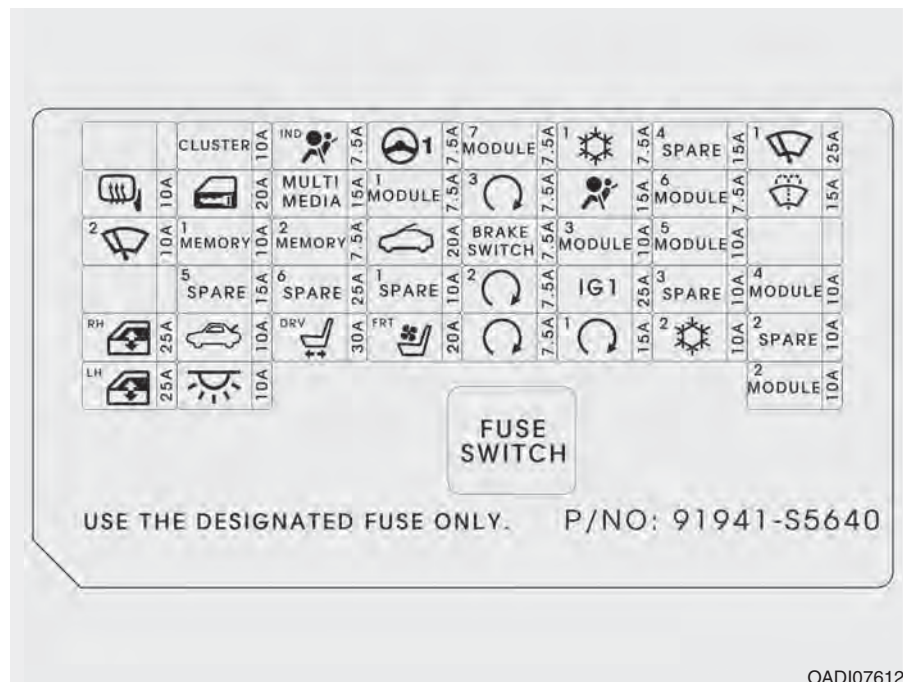 CLUSTER 10A IND 7.5A 1 7.5A 7 MODULE 7.5A 1 7.5A 4 SPARE 15A 1 25A
10A 20A MULTI MEDIA 15A 1 MODULE 7.5A 3 7.5A 15A 6 MODULE 7.5A 15A
2 10A 1 MEMORY 10A 2 MEMORY 7.5A 20A BRAKE SWITCH 7.5A 3 MODULE 10A 5 MODULE 10A
5 SPARE 15A 6 SPARE 25A 1 SPARE 10A 2 7.5A IG1 25A 3 SPARE 10A 4 MODULE 10A
RH 25A 10A DRV 30A FRT 20A 7.5A 1 15A 2 10A 2 SPARE 10A
LH 25A 10A 2 MODULE 10A
FUSE
SWITCH
USE THE DESIGNATED FUSE ONLY. P/NO: 91941-S5640
OADI07612